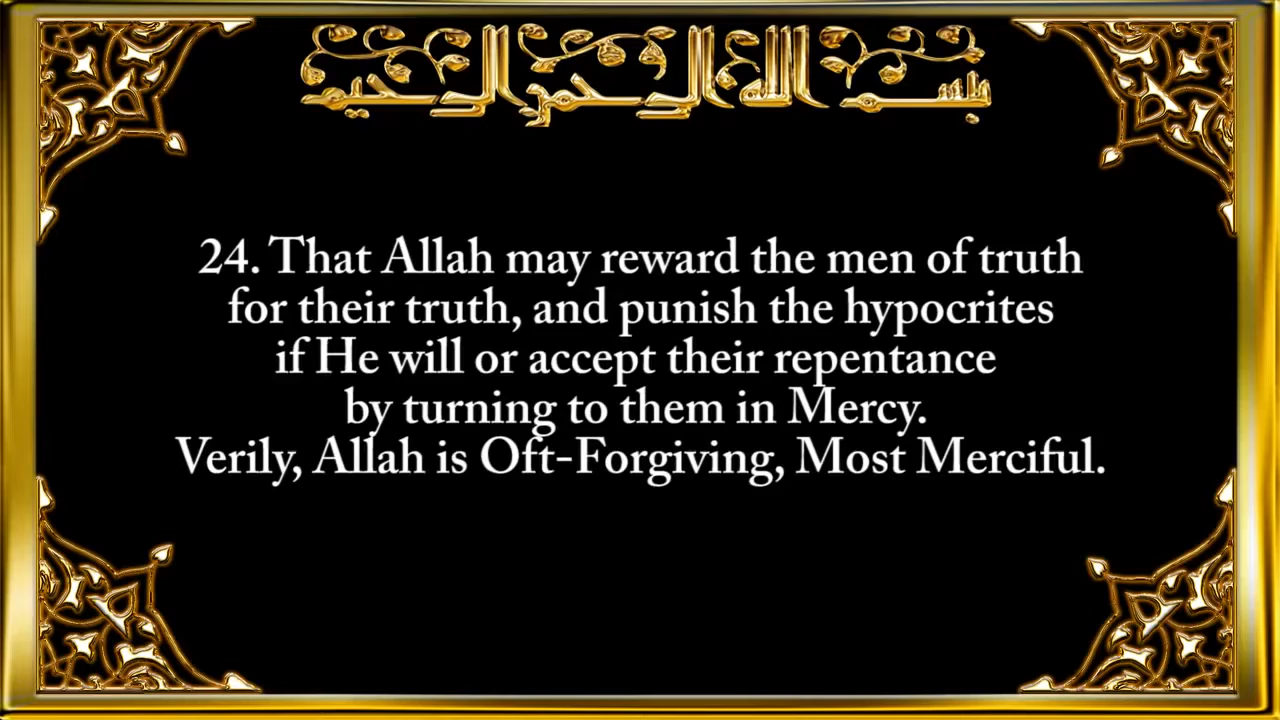 بسم الله الرحمن الرحيم
24. That Allah may reward the men of truth
for their truth, and punish the hypocrites
if He will or accept their repentance
by turning to them in Mercy.
Verily, Allah is Oft-Forgiving, Most Merciful.